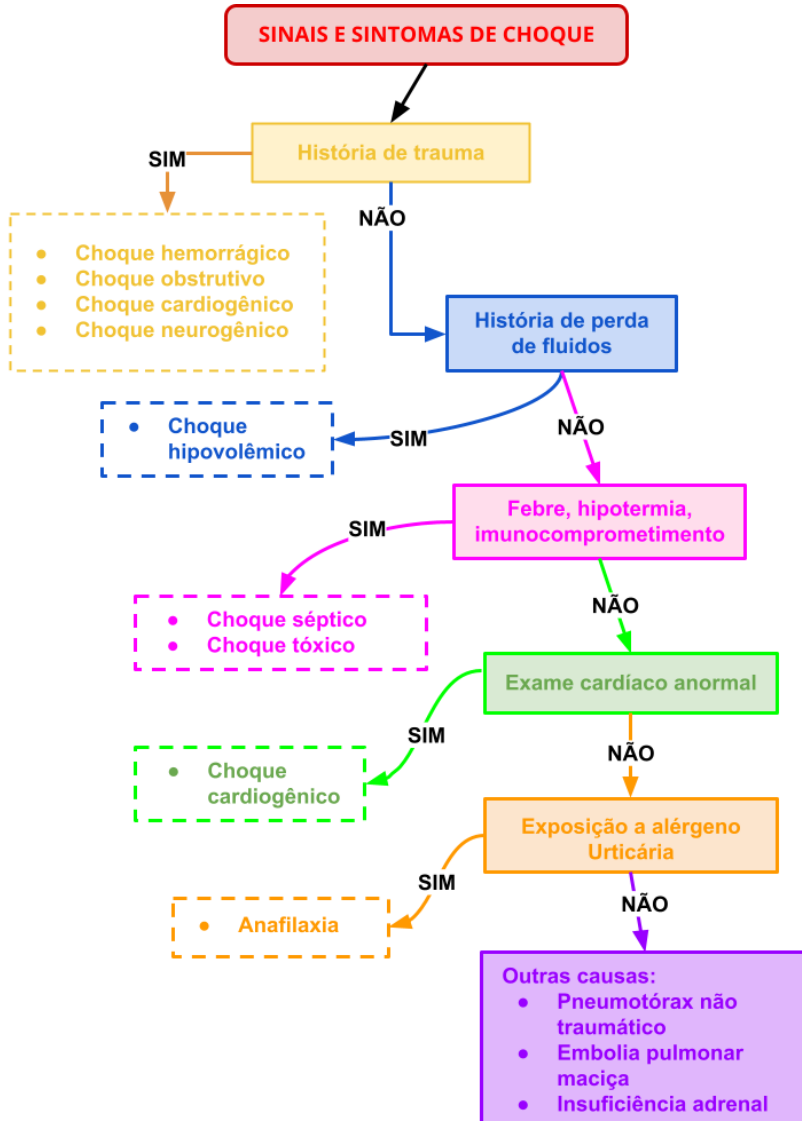 SINAIS E SINTOMAS DE CHOQUE
História de trauma
SIM
NÃO
● Choque hemorrágico
● Choque obstrutivo
● Choque cardiogênico
● Choque neurogênico
História de perda
de fluidos
SIM
NÃO
● Choque
hipovolêmico
Febre, hipotermia,
imunocomprometimento
SIM
NÃO
● Choque séptico
● Choque tóxico
Exame cardíaco anormal
SIM
NÃO
● Choque
cardiogênico
Exposição a alérgeno
Urticária
SIM
NÃO
● Anafilaxia
Outras causas:
● Pneumotórax não
traumático
● Embolia pulmonar
maciça
● Insuficiência adrenal